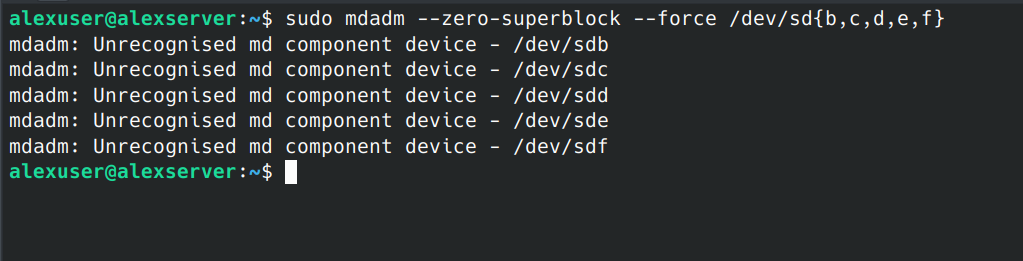 alexuser@alexserver:~$ sudo mdadm --zero-superblock --force /dev/sd{b,c,d,e,f}
mdadm: Unrecognised md component device - /dev/sdb
mdadm: Unrecognised md component device - /dev/sdc
mdadm: Unrecognised md component device - /dev/sdd
mdadm: Unrecognised md component device - /dev/sde
mdadm: Unrecognised md component device - /dev/sdf
alexuser@alexserver:~$